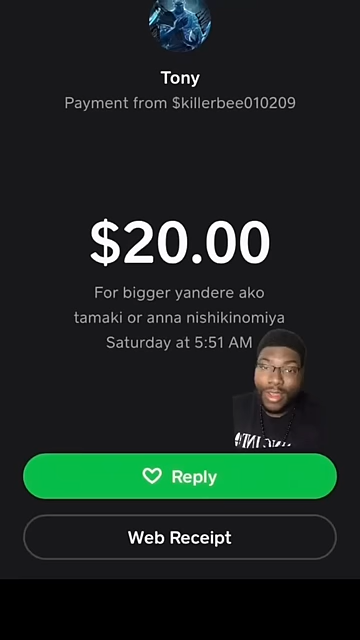 Tony
Payment from $killerbee010209
$20.00
For bigger yandere ako
tamaki or anna nishikinomiya
Saturday at 5:51 AM
Reply
Web Receipt